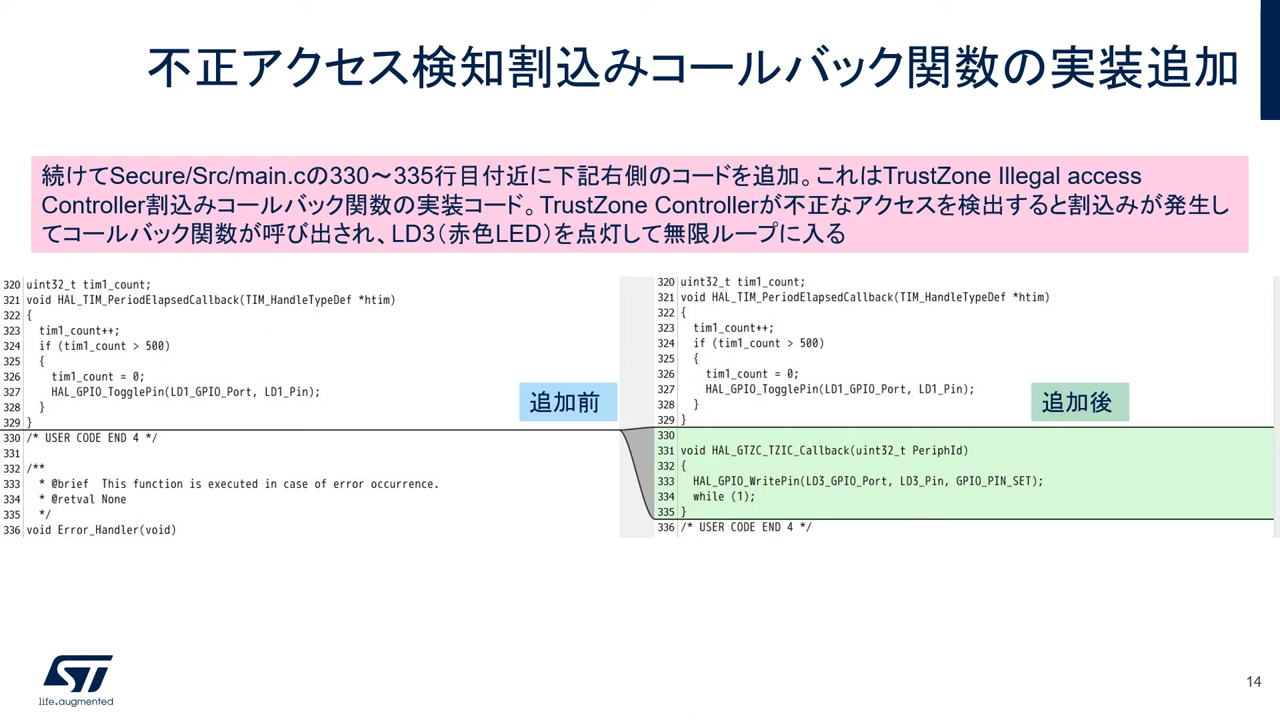 不正アクセス検知割込みコールバック関数の実装追加
続けてSecure/Src/main.cの330～335行目付近に下記右側のコードを追加。これはTrustZone Illegal access
Controller割込みコールバック関数の実装コード。TrustZone Controllerが不正なアクセスを検出すると割込みが発生し
てコールバック関数が呼び出され、LD3（赤色LED）を点灯して無限ループに入る
320 uint32_t tim1_count;
321 void HAL_TIM_PeriodElapsedCallback(TIM_HandleTypeDef *htim)
322 {
323   tim1_count++;
324   if (tim1_count > 500)
325   {
326     tim1_count = 0;
327     HAL_GPIO_TogglePin(LD1_GPIO_Port, LD1_Pin);
328   }
329 }
330 /* USER CODE END 4 */
331
332 /**
333   * @brief  This function is executed in case of error occurrence.
334   * @retval None
335   */
336 void Error_Handler(void)
追加前
320 uint32_t tim1_count;
321 void HAL_TIM_PeriodElapsedCallback(TIM_HandleTypeDef *htim)
322 {
323   tim1_count++;
324   if (tim1_count > 500)
325   {
326     tim1_count = 0;
327     HAL_GPIO_TogglePin(LD1_GPIO_Port, LD1_Pin);
328   }
329 }
330
331 void HAL_GTZC_TZIC_Callback(uint32_t PeriphId)
332 {
333   HAL_GPIO_WritePin(LD3_GPIO_Port, LD3_Pin, GPIO_PIN_SET);
334   while (1);
335 }
336 /* USER CODE END 4 */
追加後
ST
life.augmented
14